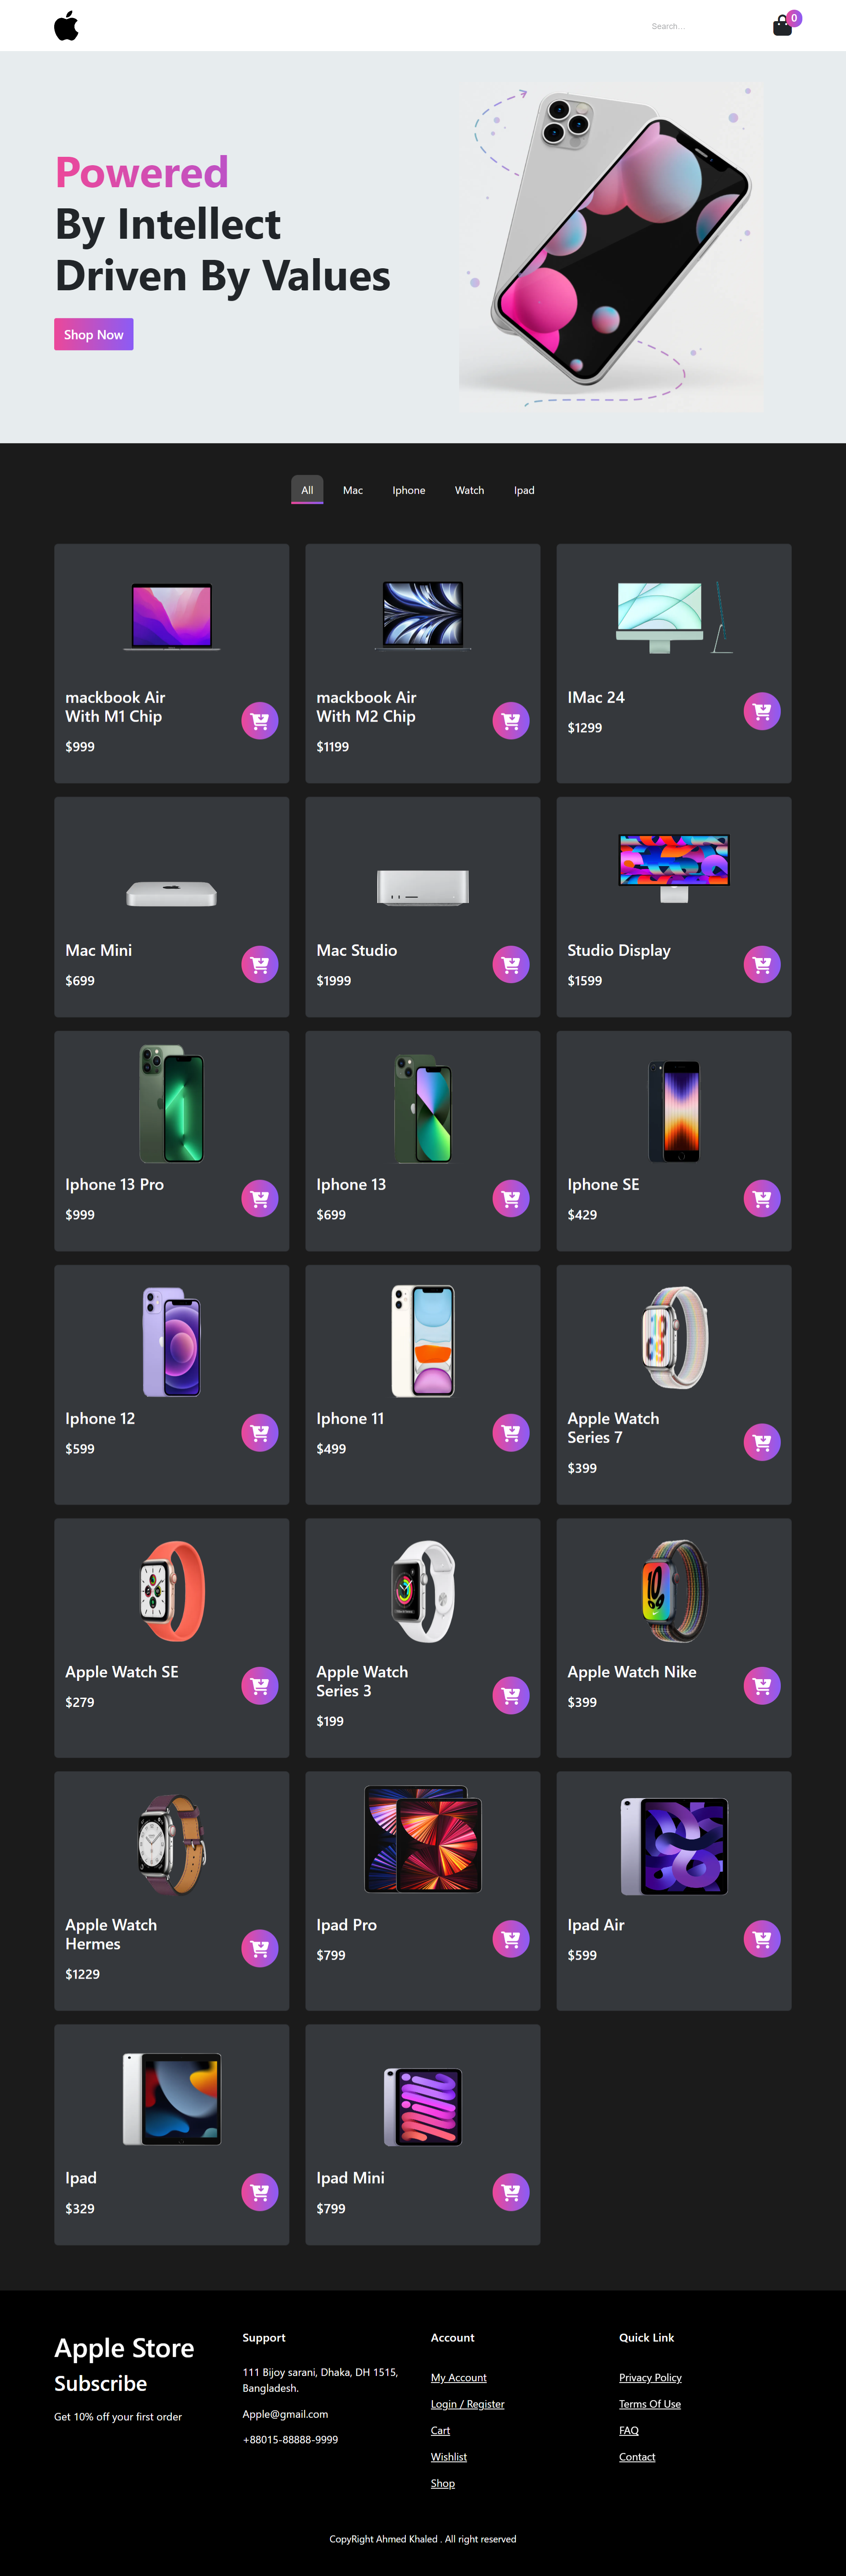 Search...
0
Powered
By Intellect
Driven By Values
Shop Now
All
Mac
Iphone
Watch
Ipad
mackbook Air
With M1 Chip
$999
mackbook Air
With M2 Chip
$1199
IMac 24
$1299
Mac Mini
$699
Mac Studio
$1999
Studio Display
$1599
Iphone 13 Pro
$999
Iphone 13
$699
Iphone SE
$429
Iphone 12
$599
Iphone 11
$499
Apple Watch
Series 7
$399
Apple Watch SE
$279
Apple Watch
Series 3
$199
Apple Watch Nike
$399
Apple Watch
Hermes
$1229
Ipad Pro
$799
Ipad Air
$599
Ipad
$329
Ipad Mini
$799
Apple Store
Subscribe
Get 10% off your first order
Support
111 Bijoy sarani, Dhaka, DH 1515,
Bangladesh.
Apple@gmail.com
+88015-88888-9999
Account
My Account
Login / Register
Cart
Wishlist
Shop
Quick Link
Privacy Policy
Terms Of Use
FAQ
Contact
CopyRight Ahmed Khaled . All right reserved